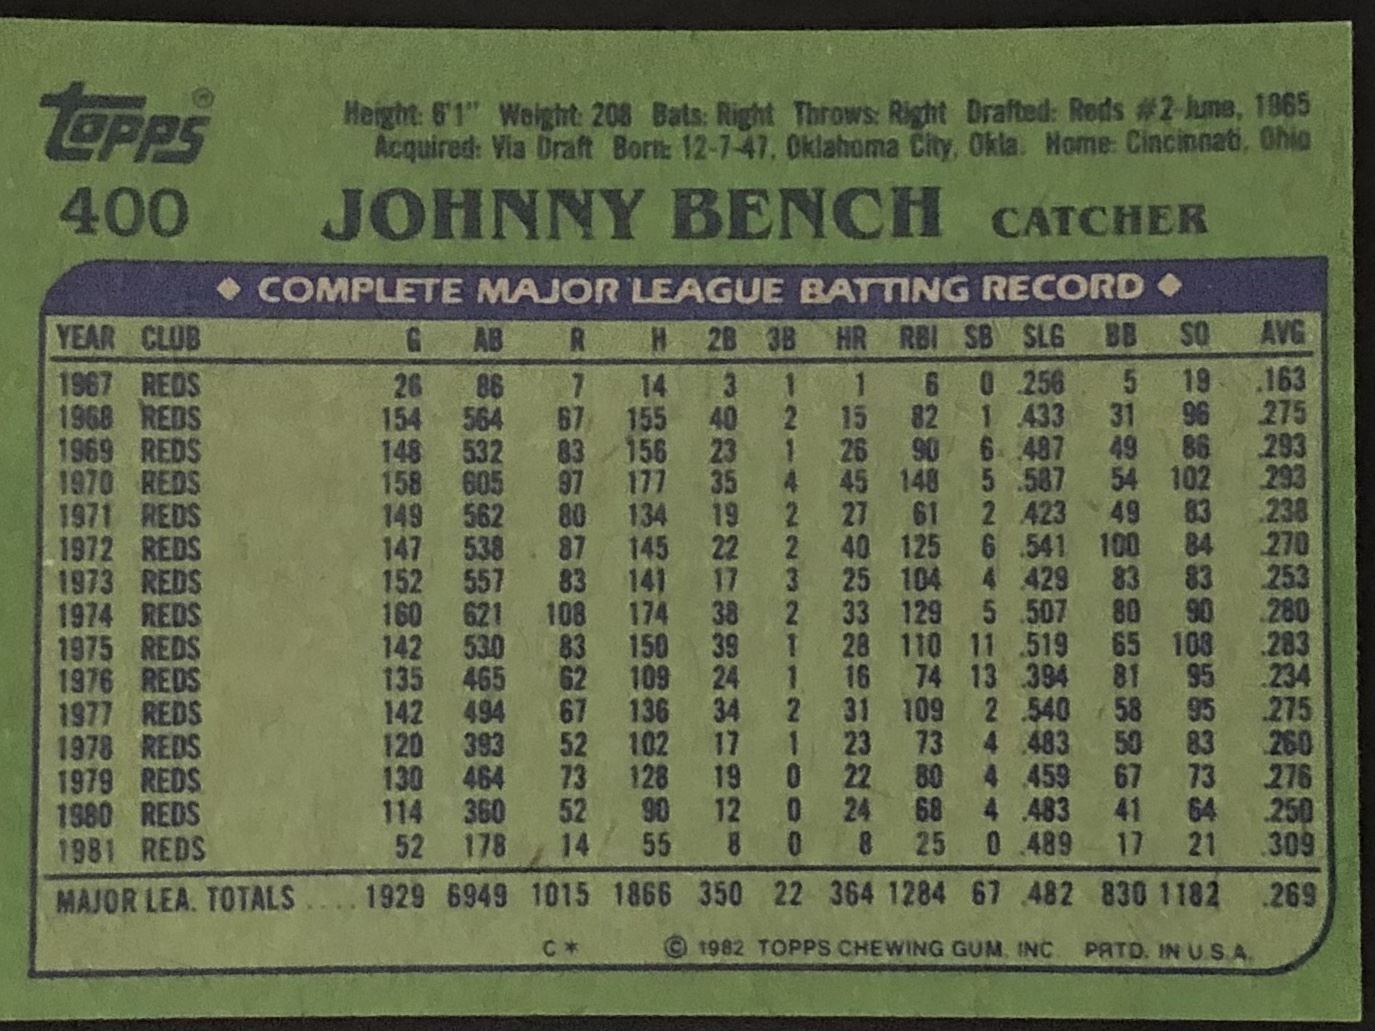 Topps®
Height: 6'1" Weight: 208 Bats: Right Throws: Right Drafted: Reds #2-June, 1965
Acquired: Via Draft Born: 12-7-47, Oklahoma City, Okla. Home: Cincinnati, Ohio
400 JOHNNY BENCH CATCHER
◆ COMPLETE MAJOR LEAGUE BATTING RECORD ◆
YEAR CLUB G AB R H 2B 3B HR RBI SB SLG BB SO AVG
1967 REDS 26 86 7 14 3 1 1 6 0 .256 5 19 .163
1968 REDS 154 564 67 155 40 2 15 82 1 .433 31 96 .275
1969 REDS 148 532 83 156 23 1 26 90 6 .487 49 86 .293
1970 REDS 158 605 97 177 35 4 45 148 5 .587 54 102 .293
1971 REDS 149 562 80 134 19 2 27 61 2 .423 49 83 .238
1972 REDS 147 538 87 145 22 2 40 125 6 .541 100 84 .270
1973 REDS 152 557 83 141 17 3 25 104 4 .429 83 83 .253
1974 REDS 160 621 108 174 38 2 33 129 5 .507 80 90 .280
1975 REDS 142 530 83 150 39 1 28 110 11 .519 65 108 .283
1976 REDS 135 465 62 109 24 1 16 74 13 .394 81 95 .234
1977 REDS 142 494 67 136 34 2 31 109 2 .540 58 95 .275
1978 REDS 120 393 52 102 17 1 23 73 4 .483 50 83 .260
1979 REDS 130 464 73 128 19 0 22 80 4 .459 67 73 .276
1980 REDS 114 360 52 90 12 0 24 68 4 .483 41 64 .250
1981 REDS 52 178 14 55 8 0 8 25 0 .489 17 21 .309
MAJOR LEA. TOTALS .... 1929 6949 1015 1866 350 22 364 1284 67 .482 830 1182 .269
C* © 1982 TOPPS CHEWING GUM, INC PRTD. IN U.S.A.